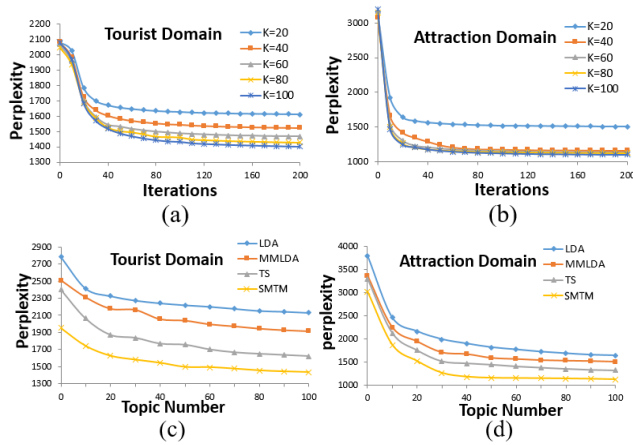 Tourist Domain
K=20
K=40
K=60
K=80
K=100
2200
2100
2000
1900
1800
1700
1600
1500
1400
1300
Perplexity
0 40 80 120 160 200
Iterations
(a)
Attraction Domain
K=20
K=40
K=60
K=80
K=100
3000
2500
2000
1500
1000
Perplexity
0 40 80 120 160 200
Iterations
(b)
Tourist Domain
LDA
MMLDA
TS
SMTM
2900
2700
2500
2300
2100
1900
1700
1500
1300
Perplexity
0 20 40 60 80 100
Topic Number
(c)
Attraction Domain
LDA
MMLDA
TS
SMTM
4000
3500
3000
2500
2000
1500
1000
perplexity
0 20 40 60 80 100
Topic Number
(d)